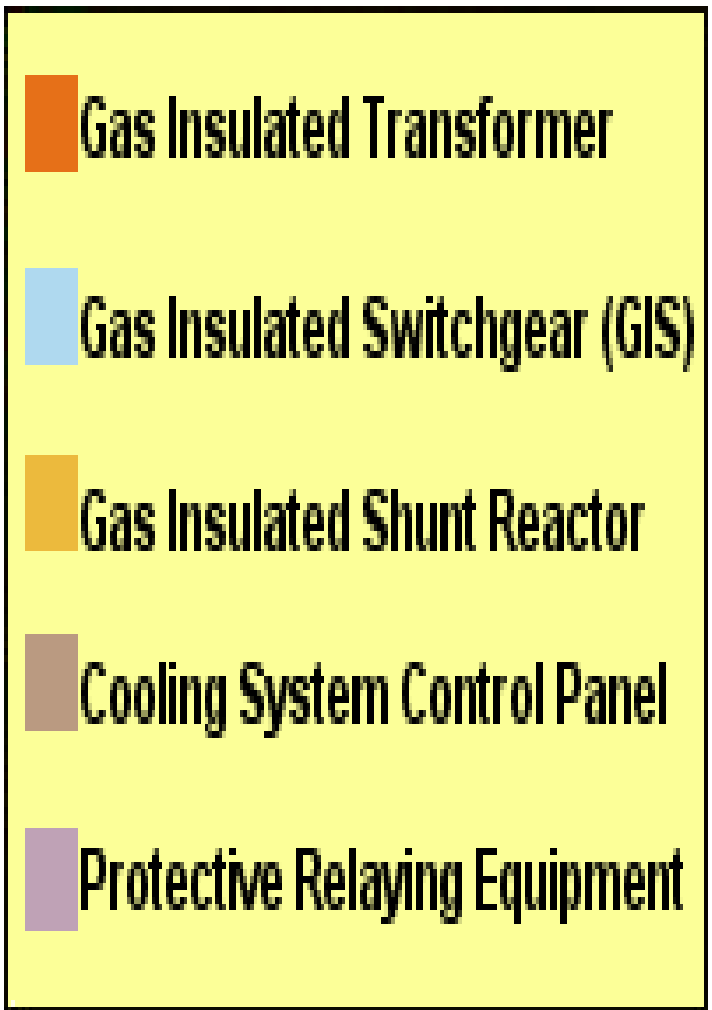 Gas Insulated Transformer
Gas Insulated Switchgear (GIS)
Gas Insulated Shunt Reactor
Cooling System Control Panel
Protective Relaying Equipment